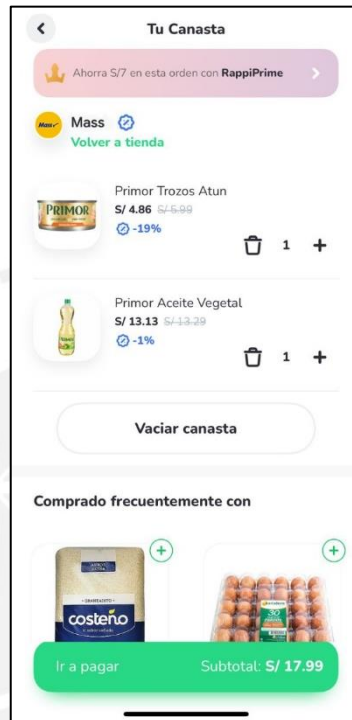 Tu Canasta
Ahorra S/7 en esta orden con RappiPrime
Mass
Mass
Volver a tienda
Primor Trozos Atun
PRIMOR
S/ 4.86 S/ 5.99
-19%
1
Primor Aceite Vegetal
S/ 13.13 S/ 13.29
-1%
1
Vaciar canasta
Comprado frecuentemente con
costeño
30
Ir a pagar
Subtotal: S/ 17.99